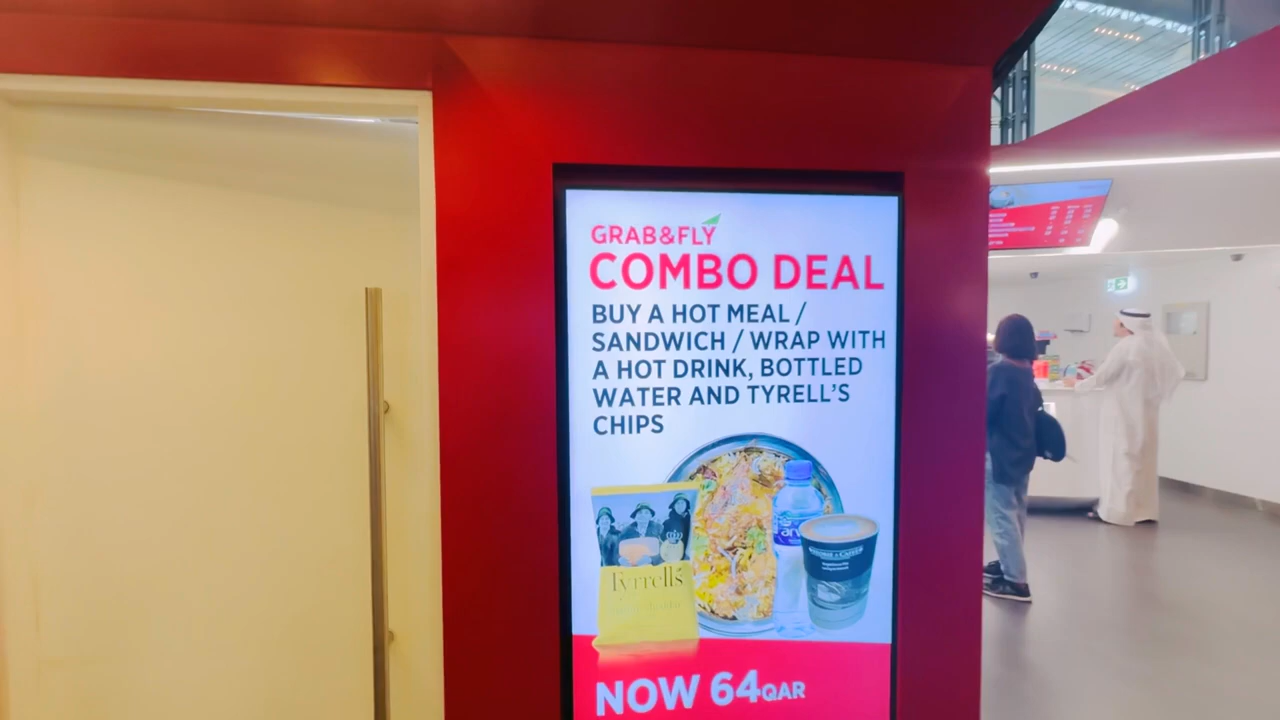 GRAB&FLY
COMBO DEAL
BUY A HOT MEAL /
SANDWICH / WRAP WITH
A HOT DRINK, BOTTLED
WATER AND TYRELL'S
CHIPS
Tyrrells
NOW 64QAR